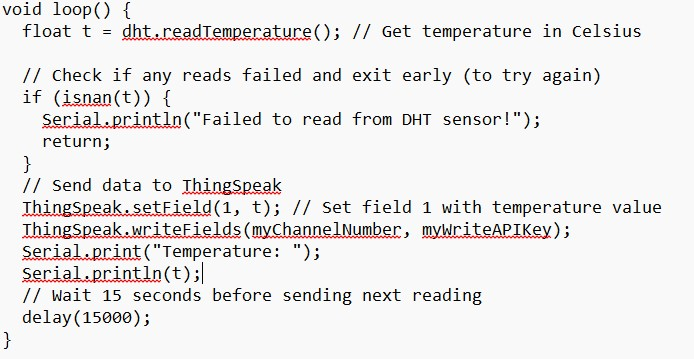 void loop() {
  float t = dht.readTemperature(); // Get temperature in Celsius

  // Check if any reads failed and exit early (to try again)
  if (isnan(t)) {
    Serial.println("Failed to read from DHT sensor!");
    return;
  }
  // Send data to ThingSpeak
  ThingSpeak.setField(1, t); // Set field 1 with temperature value
  ThingSpeak.writeFields(myChannelNumber, myWriteAPIKey);
  Serial.print("Temperature: ");
  Serial.println(t);
  // Wait 15 seconds before sending next reading
  delay(15000);
}